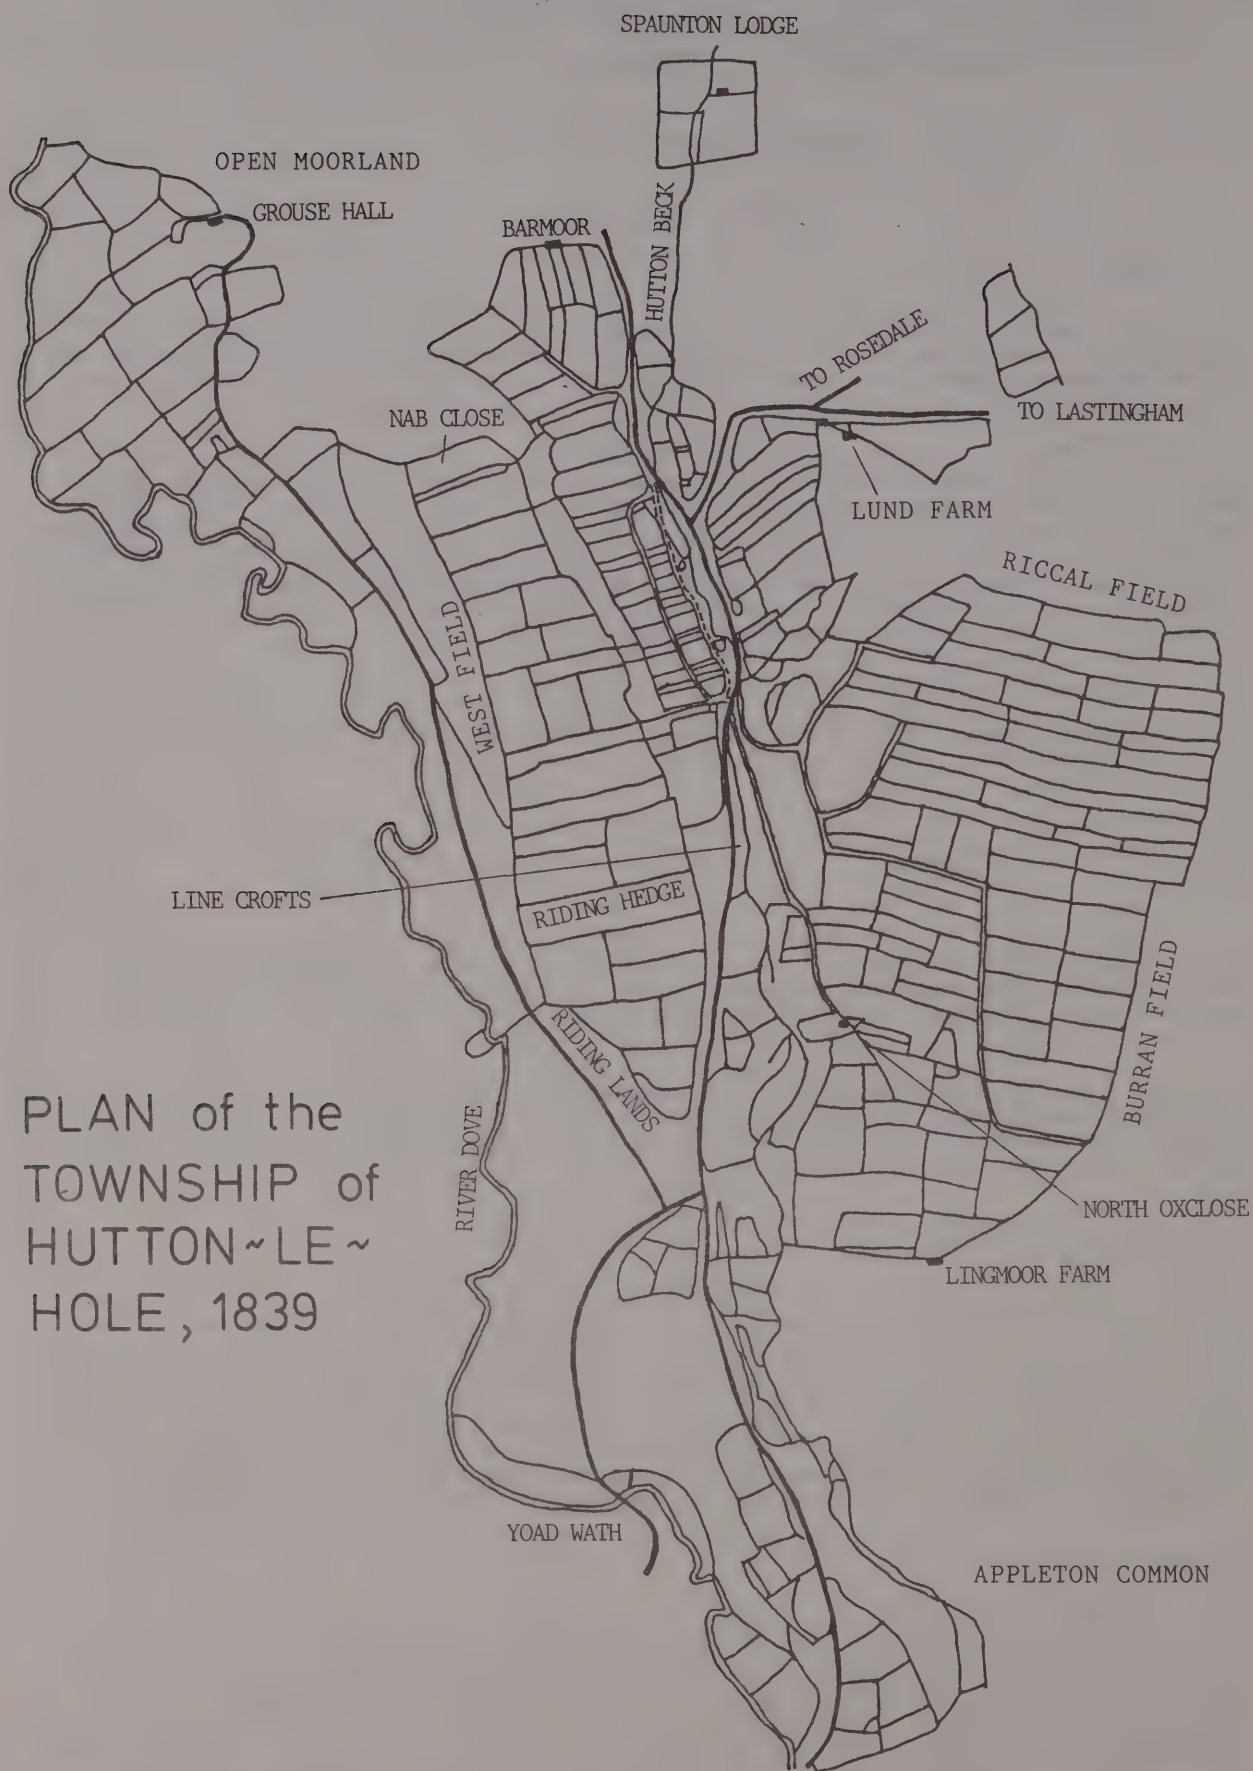 SPAUNTON LODGE
OPEN MOORLAND
GROUSE HALL
BARMOOR
HUTTON BECK
TO ROSEDALE
NAB CLOSE
TO LASTINGHAM
LUND FARM
RICCAL FIELD
WEST FIELD
LINE CROFTS
RIDING HEDGE
BURRAN FIELD
RIDING LANDS
PLAN of the
TOWNSHIP of
HUTTON~LE~
HOLE, 1839
RIVER DOVE
NORTH OXCLOSE
LINGMOOR FARM
YOAD WATH
APPLETON COMMON